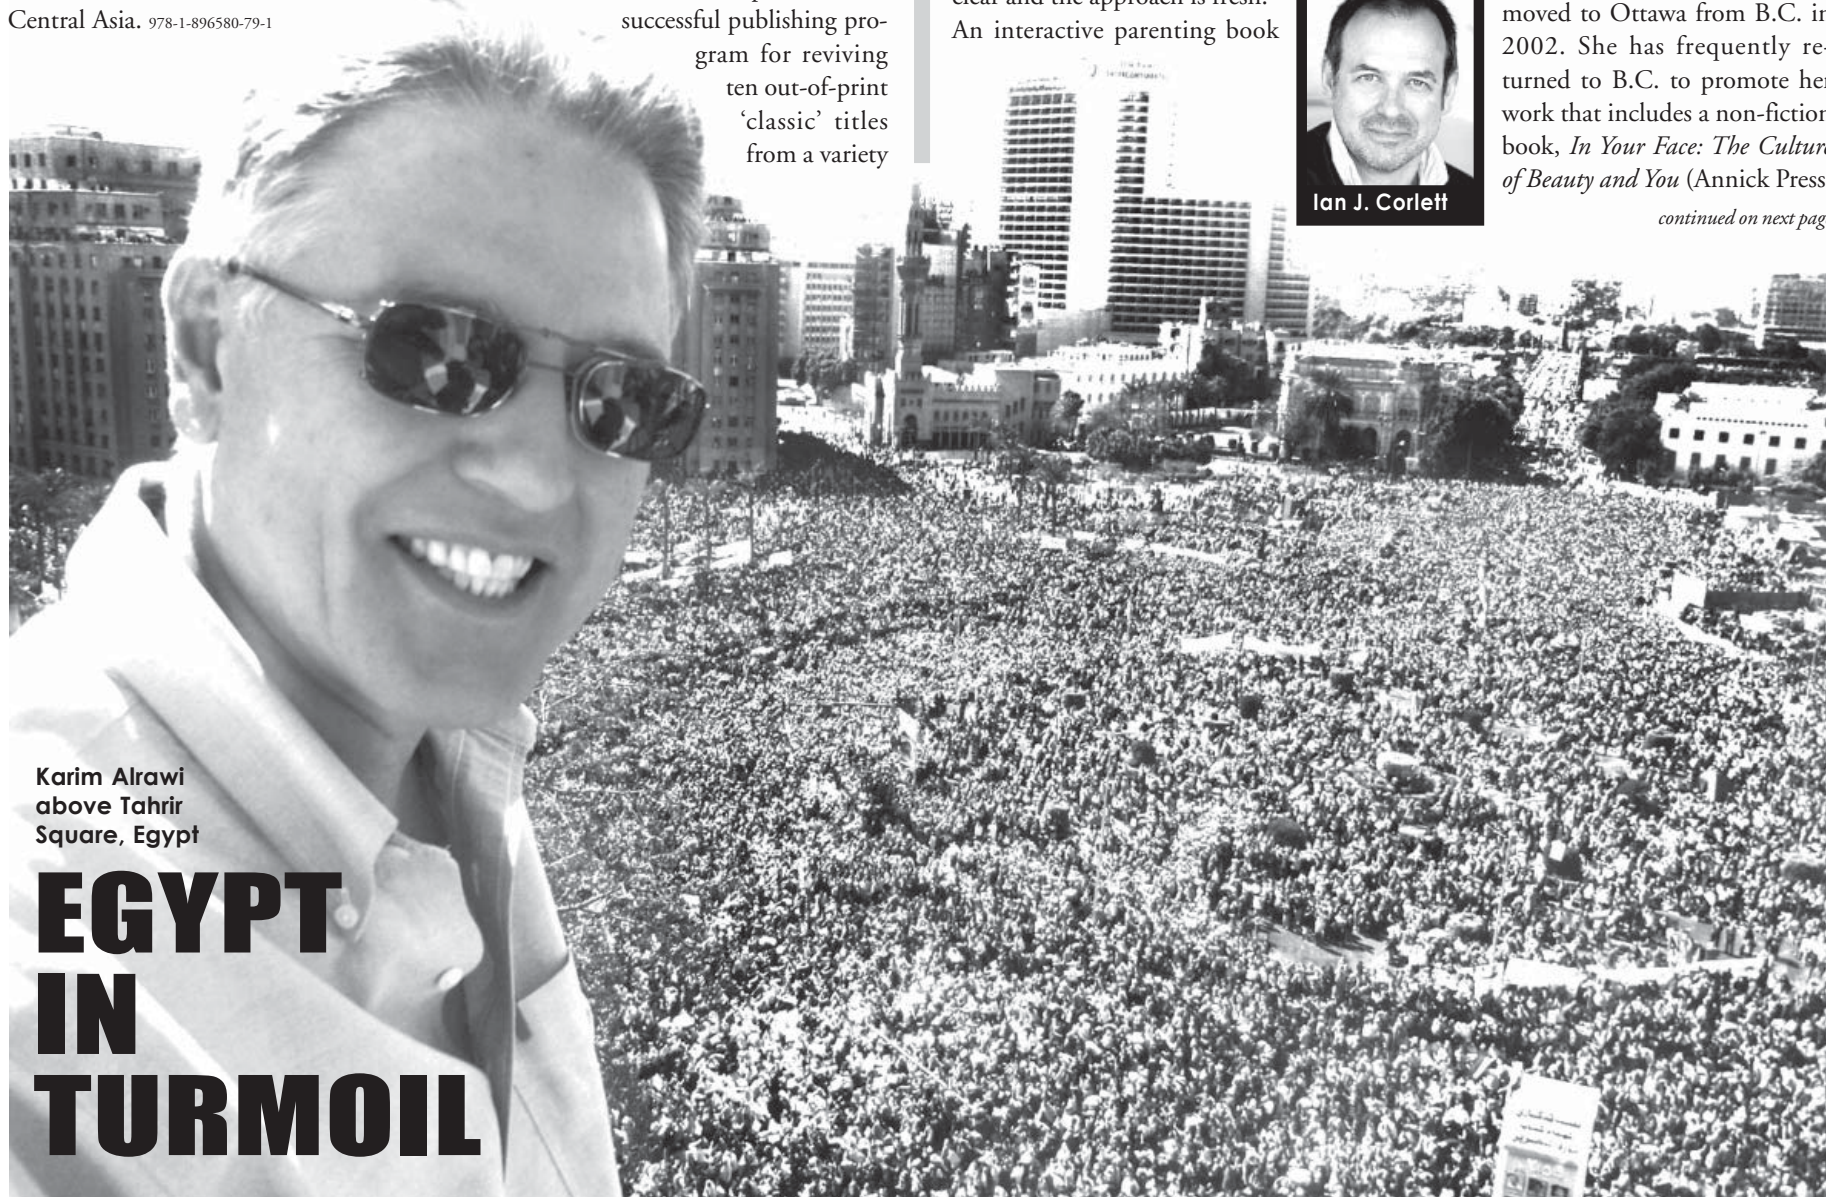 Central Asia. 978-1-896580-79-1
successful publishing pro-
gram for reviving
ten out-of-print
‘classic’ titles
from a variety
clear and the approach is fresh.
An interactive parenting book
Ian J. Corlett
moved to Ottawa from B.C. in
2002. She has frequently re-
turned to B.C. to promote her
work that includes a non-fiction
book, In Your Face: The Culture
of Beauty and You (Annick Press
continued on next pag
Karim Alrawi
above Tahrir
Square, Egypt
EGYPT
IN
TURMOIL